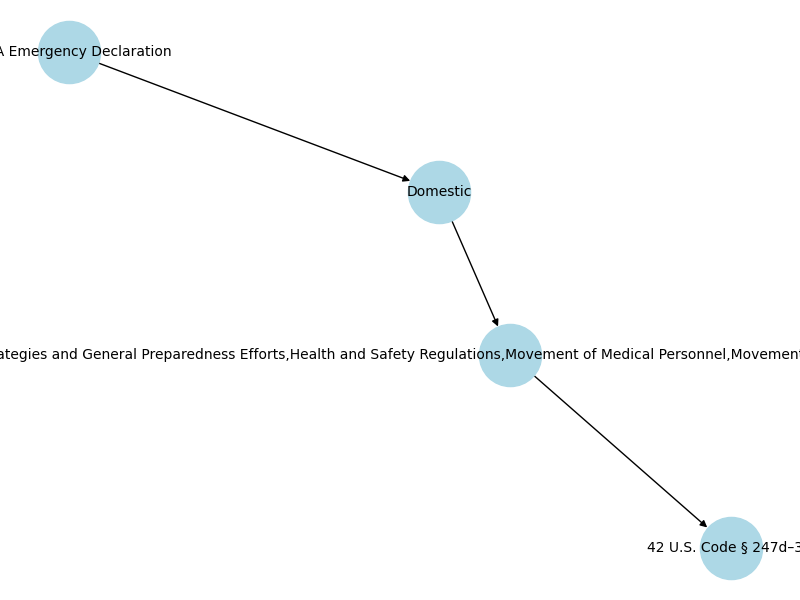 A Emergency Declaration
Domestic
ategies and General Preparedness Efforts,Health and Safety Regulations,Movement of Medical Personnel,Movement
42 U.S. Code § 247d–3